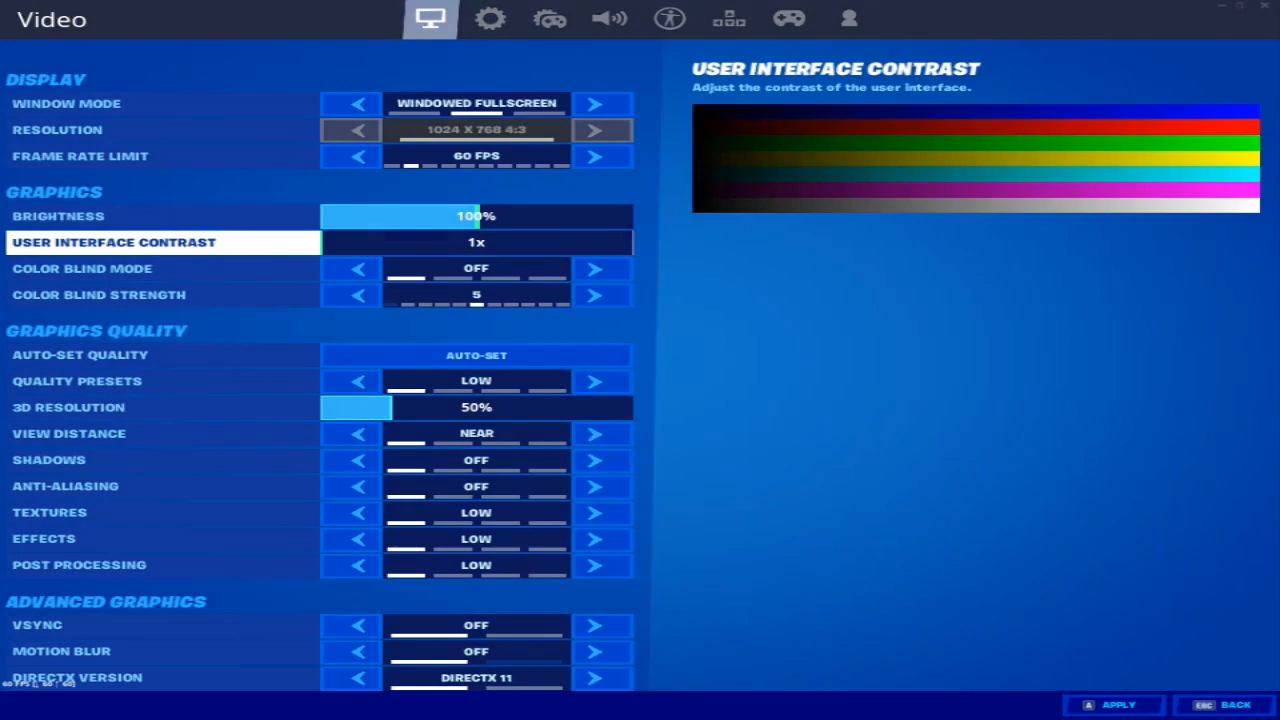 Video
DISPLAY
WINDOW MODE WINDOWED FULLSCREEN
RESOLUTION 1024 X 768 4:3
FRAME RATE LIMIT 60 FPS
GRAPHICS
BRIGHTNESS 100%
USER INTERFACE CONTRAST 1x
COLOR BLIND MODE OFF
COLOR BLIND STRENGTH 5
GRAPHICS QUALITY
AUTO-SET QUALITY AUTO-SET
QUALITY PRESETS LOW
3D RESOLUTION 50%
VIEW DISTANCE NEAR
SHADOWS OFF
ANTI-ALIASING OFF
TEXTURES LOW
EFFECTS LOW
POST PROCESSING LOW
ADVANCED GRAPHICS
VSYNC OFF
MOTION BLUR OFF
DIRECTX VERSION DIRECTX 11
60 FPS
USER INTERFACE CONTRAST
Adjust the contrast of the user interface.
A APPLY ESC BACK